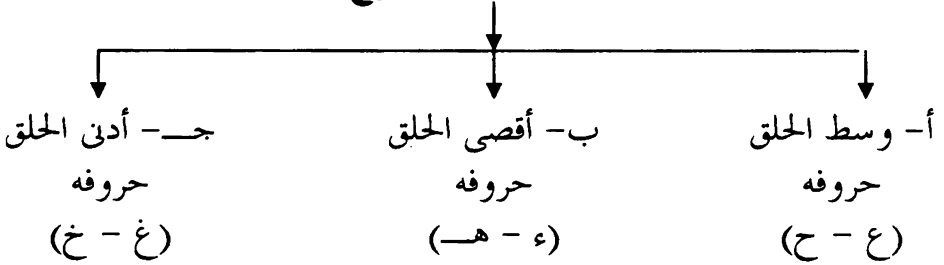 أ- وسط الحلق ب- أقصى الحلق جـ- أدنى الحلق
حروفه حروفه حروفه
(ع - ح) (ء - هـ) (غ - خ)